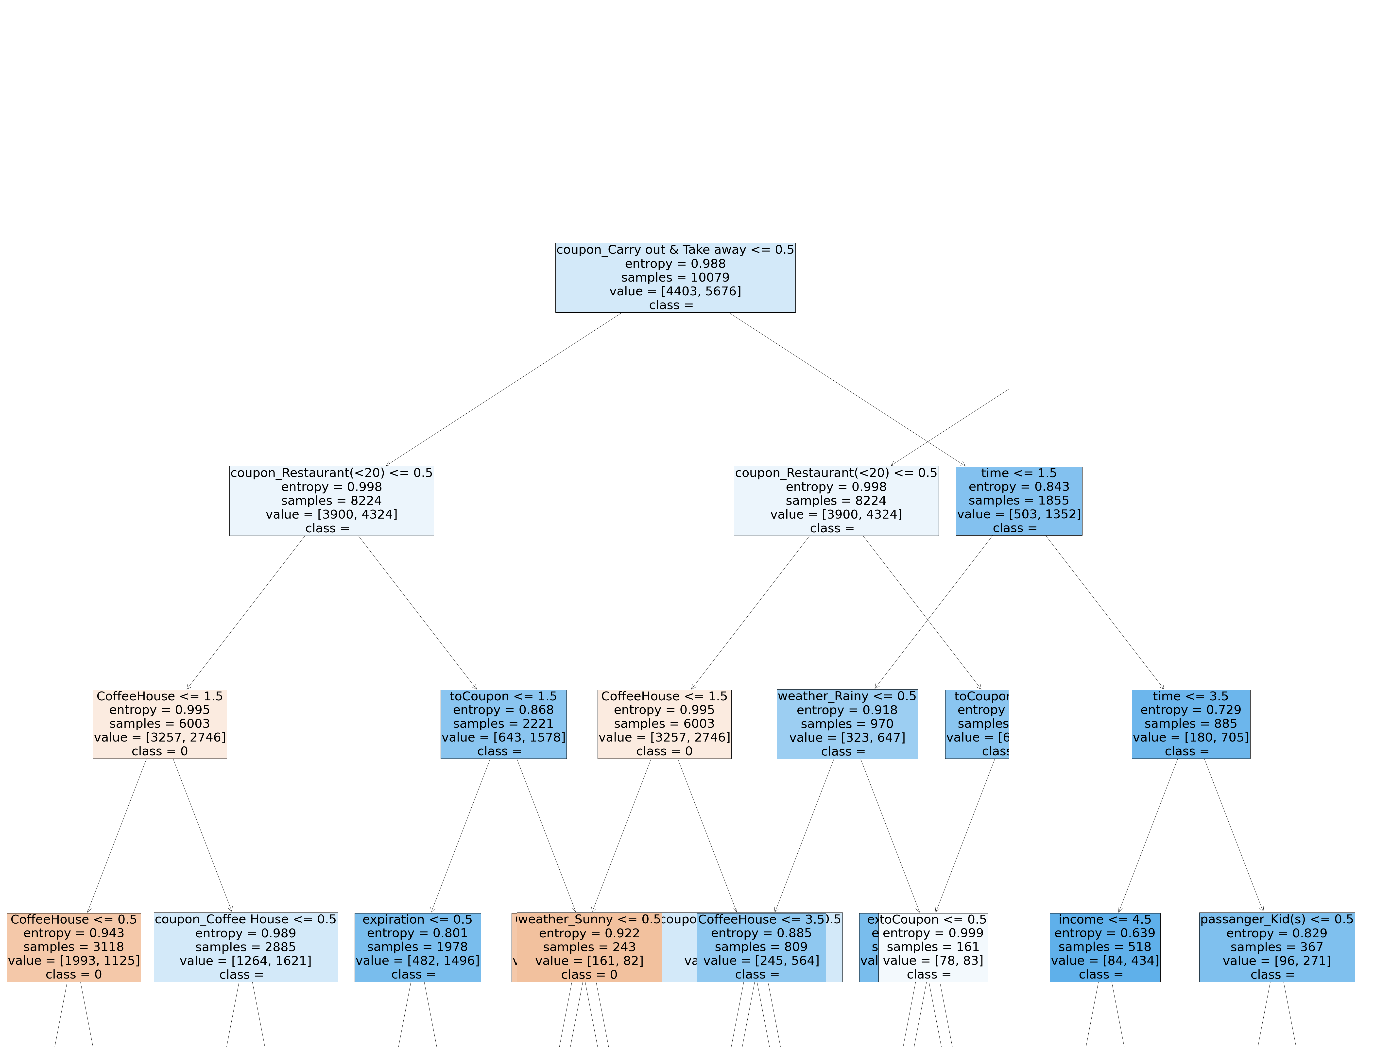 coupon_Carry out & Take away <= 0.5
entropy = 0.988
samples = 10079
value = [4403, 5676]
class =
coupon_Restaurant(<20) <= 0.5
entropy = 0.998
samples = 8224
value = [3900, 4324]
class =
coupon_Restaurant(<20) <= 0.5
entropy = 0.998
samples = 8224
value = [3900, 4324]
class =
time <= 1.5
entropy = 0.843
samples = 1855
value = [503, 1352]
class =
CoffeeHouse <= 1.5
entropy = 0.995
samples = 6003
value = [3257, 2746]
class = 0
toCoupon <= 1.5
entropy = 0.868
samples = 2221
value = [643, 1578]
class =
CoffeeHouse <= 1.5
entropy = 0.995
samples = 6003
value = [3257, 2746]
class = 0
weather_Rainy <= 0.5
entropy = 0.918
samples = 970
value = [323, 647]
class =
toCoupon
entropy
samples
value = [6
class
time <= 3.5
entropy = 0.729
samples = 885
value = [180, 705]
class =
CoffeeHouse <= 0.5
entropy = 0.943
samples = 3118
value = [1993, 1125]
class = 0
coupon_Coffee House <= 0.5
entropy = 0.989
samples = 2885
value = [1264, 1621]
class =
expiration <= 0.5
entropy = 0.801
samples = 1978
value = [482, 1496]
class =
weather_Sunny <= 0.5
entropy = 0.922
samples = 243
value = [161, 82]
class = 0
CoffeeHouse <= 3.5
entropy = 0.885
samples = 809
value = [245, 564]
class =
toCoupon <= 0.5
entropy = 0.999
samples = 161
value = [78, 83]
class =
income <= 4.5
entropy = 0.639
samples = 518
value = [84, 434]
class =
passanger_Kid(s) <= 0.5
entropy = 0.829
samples = 367
value = [96, 271]
class =